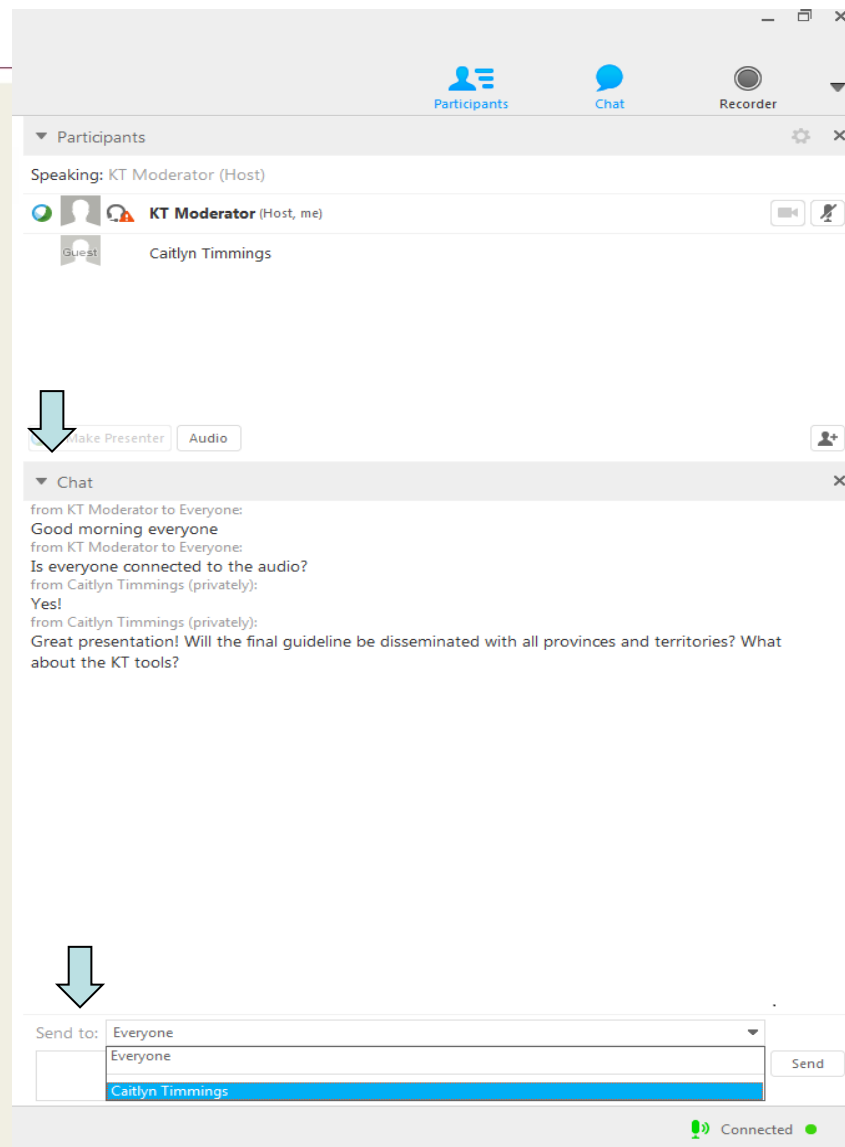 Participants Chat Recorder
Participants
Speaking: KT Moderator (Host)
KT Moderator (Host, me)
Guest Caitlyn Timmings
Make Presenter Audio
Chat
from KT Moderator to Everyone:
Good morning everyone
from KT Moderator to Everyone:
Is everyone connected to the audio?
from Caitlyn Timmings (privately):
Yes!
from Caitlyn Timmings (privately):
Great presentation! Will the final guideline be disseminated with all provinces and territories? What
about the KT tools?
.
Send to: Everyone
Everyone
Send
Caitlyn Timmings
Connected